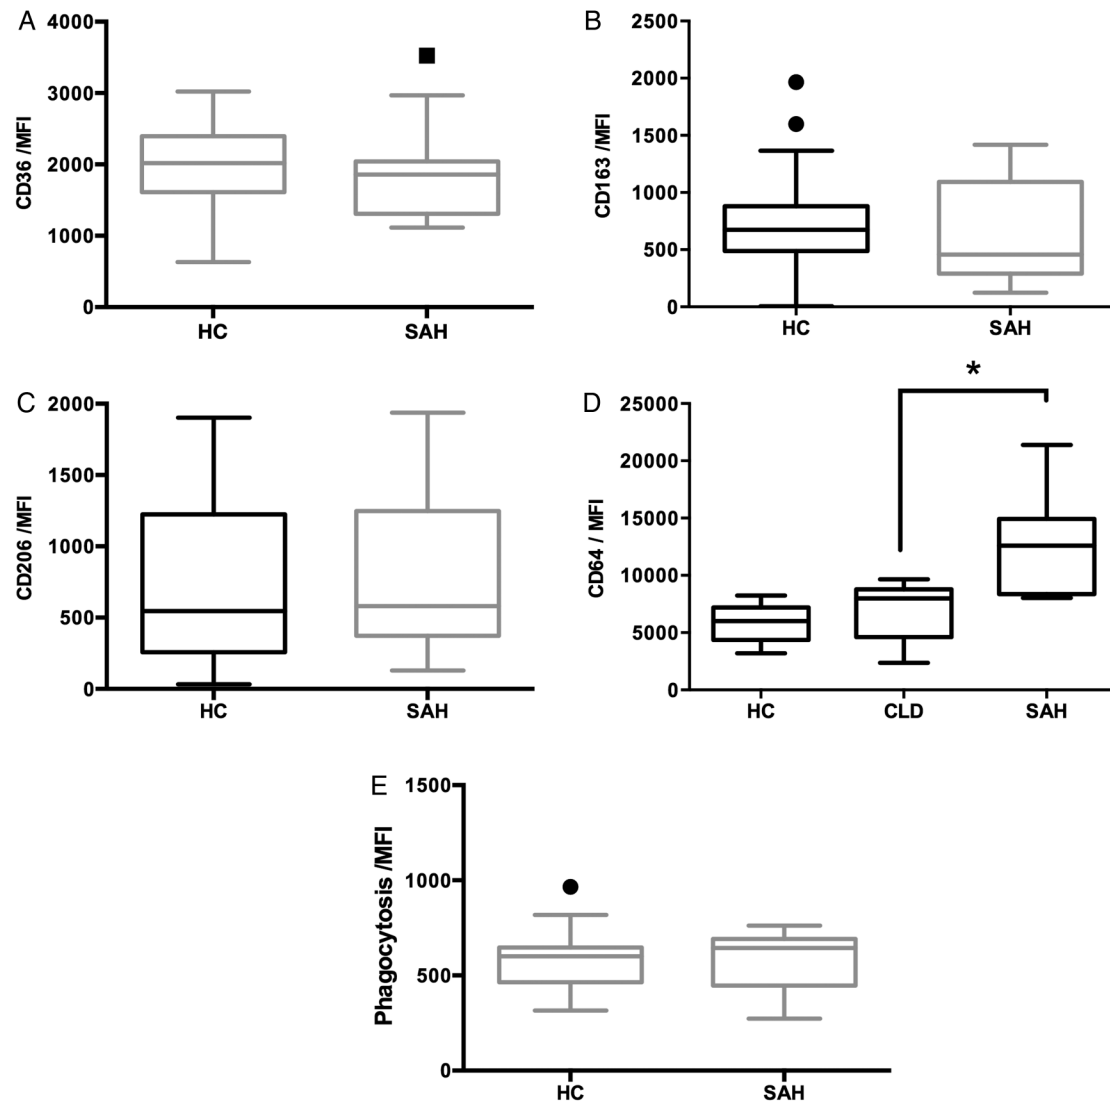 A
CD36 /MFI
4000
3000
2000
1000
0
HC
SAH
B
CD163 /MFI
2500
2000
1500
1000
500
0
HC
SAH
C
CD206 /MFI
2000
1500
1000
500
0
HC
SAH
D
CD64 / MFI
25000
20000
15000
10000
5000
0
*
HC
CLD
SAH
E
Phagocytosis /MFI
1500
1000
500
0
HC
SAH